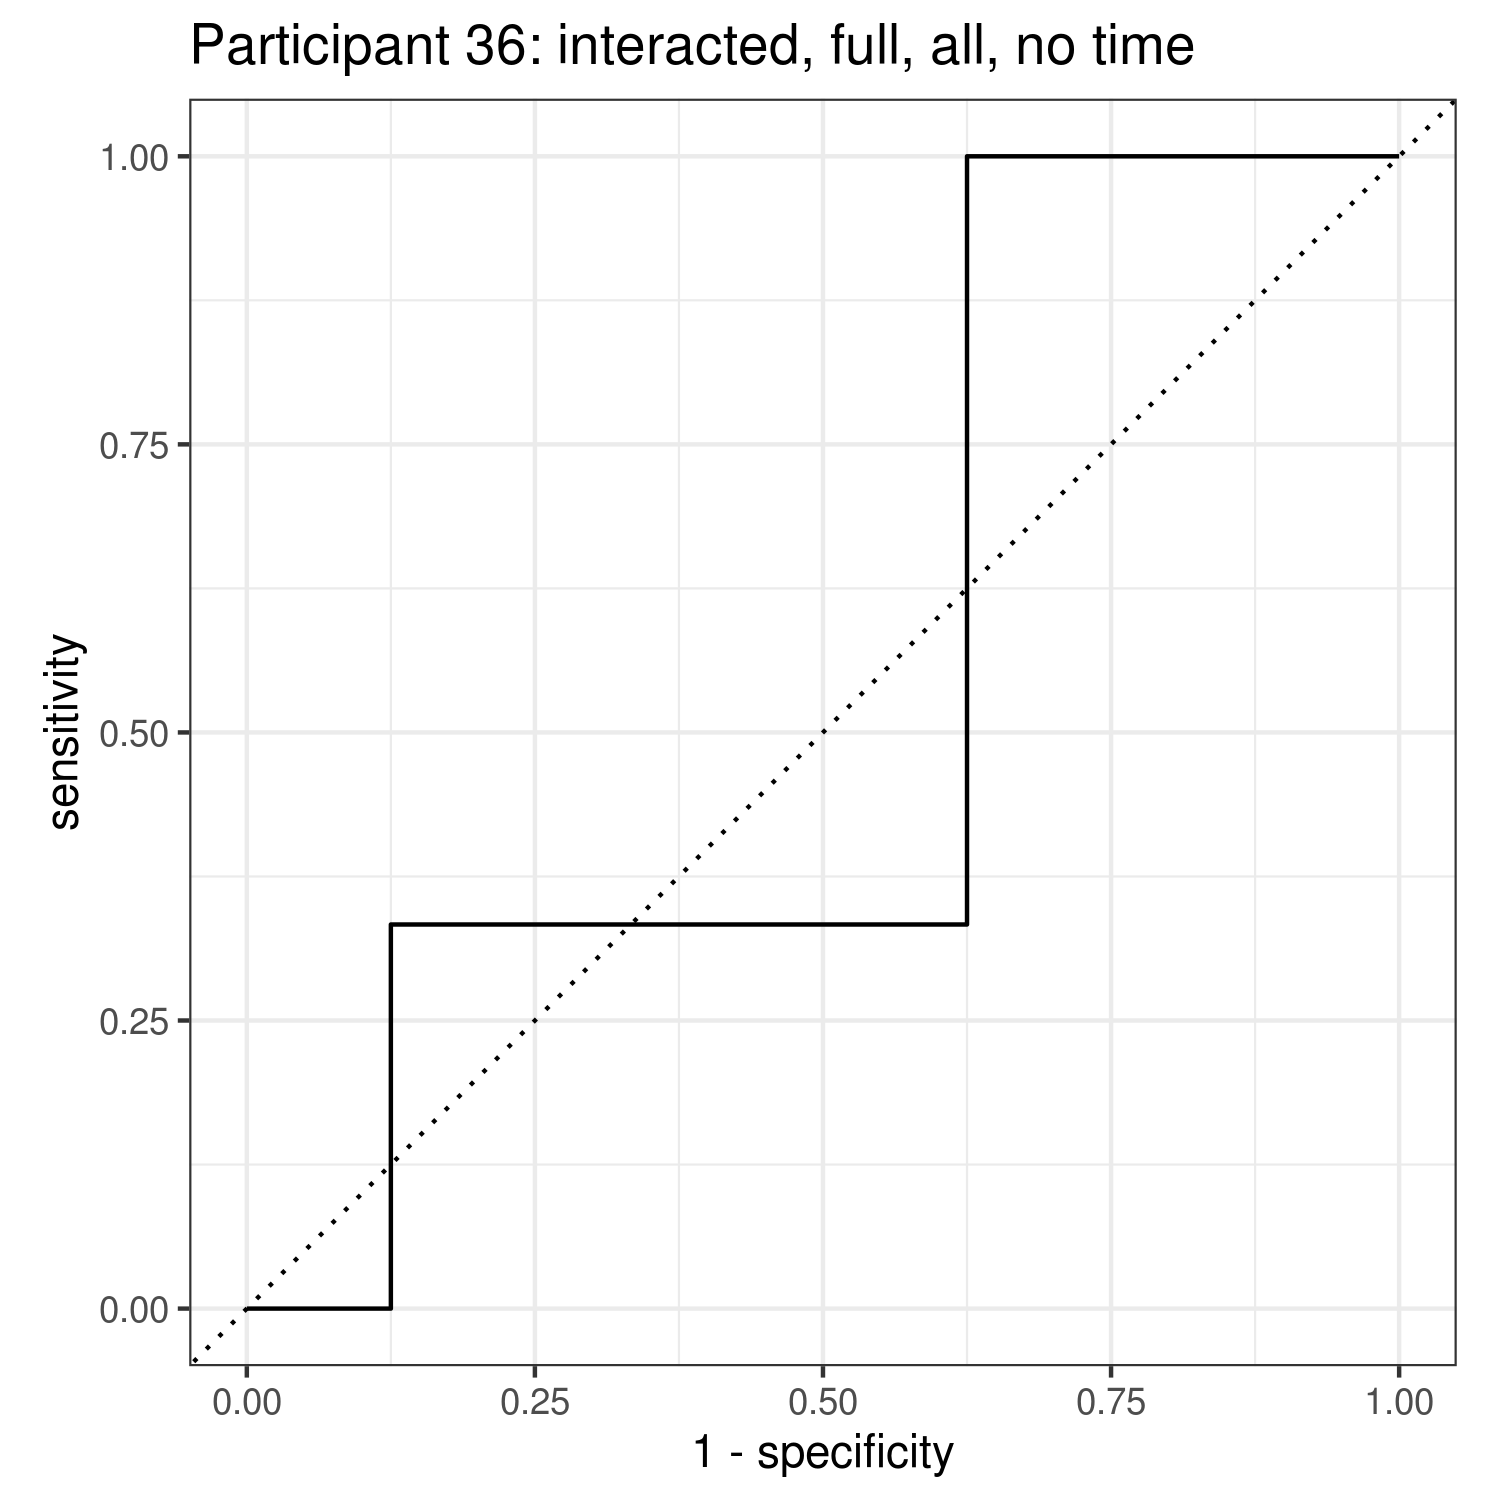 Participant 36: interacted, full, all, no time
1.00
0.75
0.50
0.25
0.00
sensitivity
0.00 0.25 0.50 0.75 1.00
1 - specificity